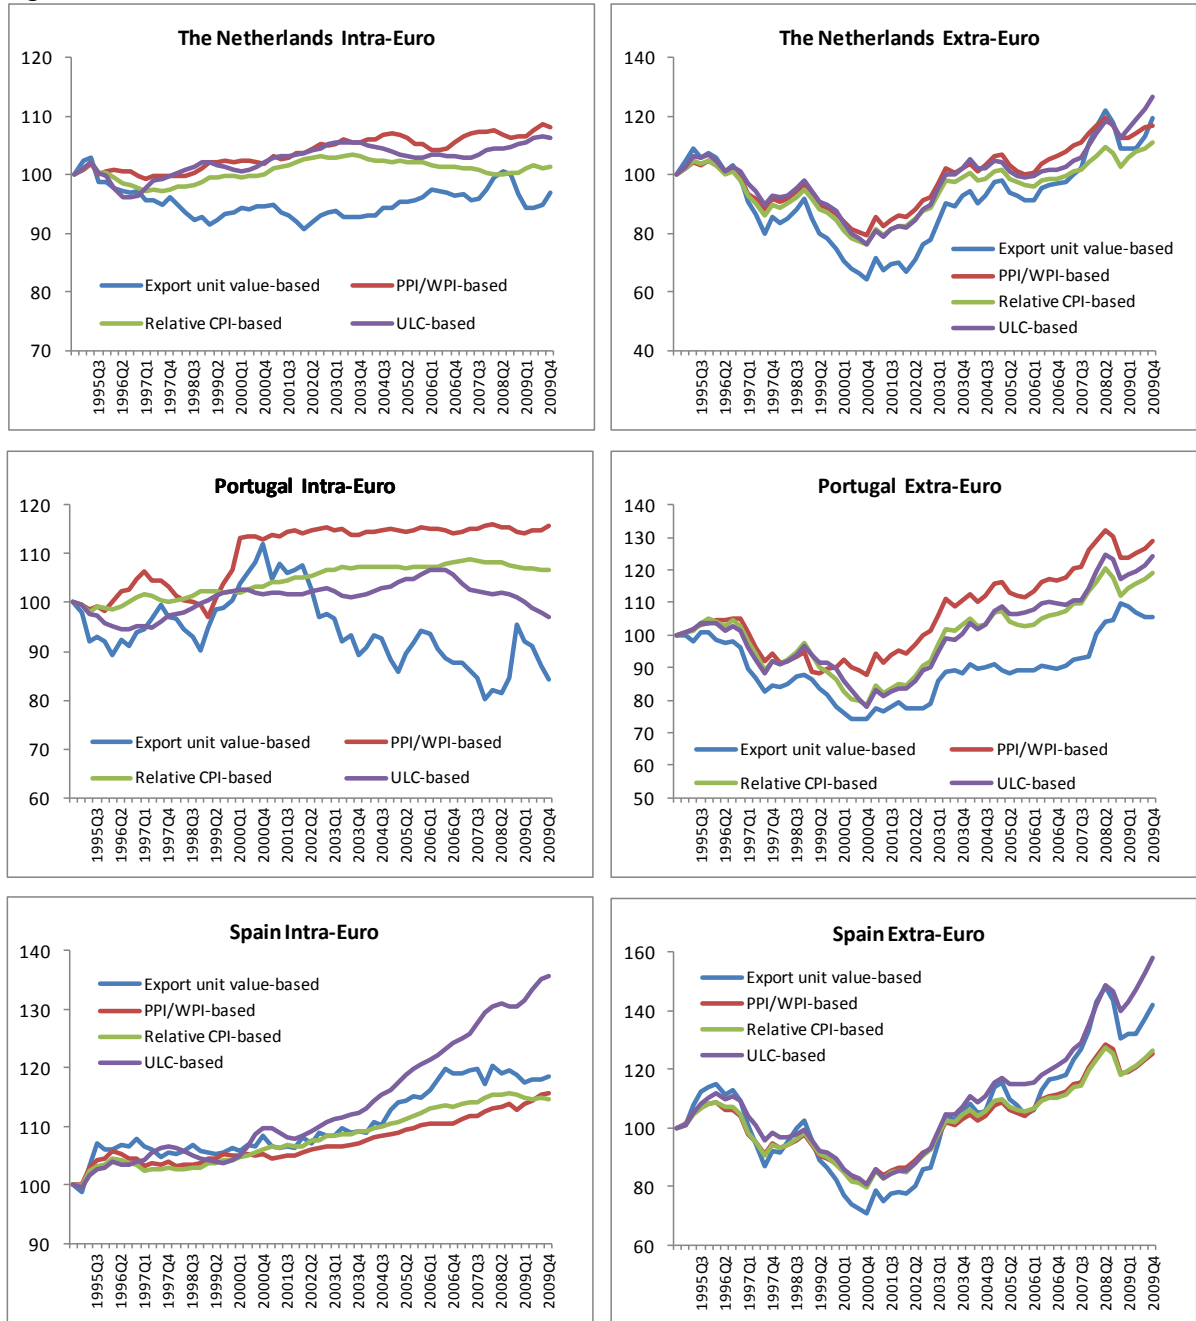 The Netherlands Intra-Euro
120
110
100
90
80
70
Export unit value-based
PPI/WPI-based
Relative CPI-based
ULC-based
1995Q3
1996Q2
1997Q1
1997Q4
1998Q3
1999Q2
2000Q1
2000Q4
2001Q3
2002Q2
2003Q1
2003Q4
2004Q3
2005Q2
2006Q1
2006Q4
2007Q3
2008Q2
2009Q1
2009Q4
The Netherlands Extra-Euro
140
120
100
80
60
40
Export unit value-based
PPI/WPI-based
Relative CPI-based
ULC-based
1995Q3
1996Q2
1997Q1
1997Q4
1998Q3
1999Q2
2000Q1
2000Q4
2001Q3
2002Q2
2003Q1
2003Q4
2004Q3
2005Q2
2006Q1
2006Q4
2007Q3
2008Q2
2009Q1
2009Q4
Portugal Intra-Euro
120
110
100
90
80
70
60
Export unit value-based
PPI/WPI-based
Relative CPI-based
ULC-based
1995Q3
1996Q2
1997Q1
1997Q4
1998Q3
1999Q2
2000Q1
2000Q4
2001Q3
2002Q2
2003Q1
2003Q4
2004Q3
2005Q2
2006Q1
2006Q4
2007Q3
2008Q2
2009Q1
2009Q4
Portugal Extra-Euro
140
130
120
110
100
90
80
70
60
50
Export unit value-based
PPI/WPI-based
Relative CPI-based
ULC-based
1995Q3
1996Q2
1997Q1
1997Q4
1998Q3
1999Q2
2000Q1
2000Q4
2001Q3
2002Q2
2003Q1
2003Q4
2004Q3
2005Q2
2006Q1
2006Q4
2007Q3
2008Q2
2009Q1
2009Q4
Spain Intra-Euro
140
130
120
110
100
90
Export unit value-based
PPI/WPI-based
Relative CPI-based
ULC-based
1995Q3
1996Q2
1997Q1
1997Q4
1998Q3
1999Q2
2000Q1
2000Q4
2001Q3
2002Q2
2003Q1
2003Q4
2004Q3
2005Q2
2006Q1
2006Q4
2007Q3
2008Q2
2009Q1
2009Q4
Spain Extra-Euro
160
140
120
100
80
60
Export unit value-based
PPI/WPI-based
Relative CPI-based
ULC-based
1995Q3
1996Q2
1997Q1
1997Q4
1998Q3
1999Q2
2000Q1
2000Q4
2001Q3
2002Q2
2003Q1
2003Q4
2004Q3
2005Q2
2006Q1
2006Q4
2007Q3
2008Q2
2009Q1
2009Q4